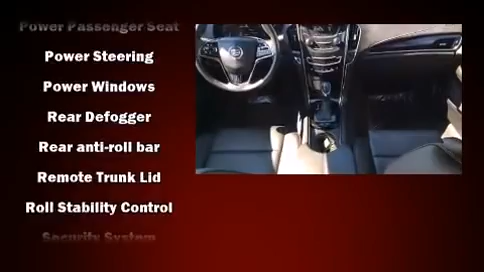 Power Passenger Seat
Power Steering
Power Windows
Rear Defogger
Rear anti-roll bar
Remote Trunk Lid
Roll Stability Control
Security System